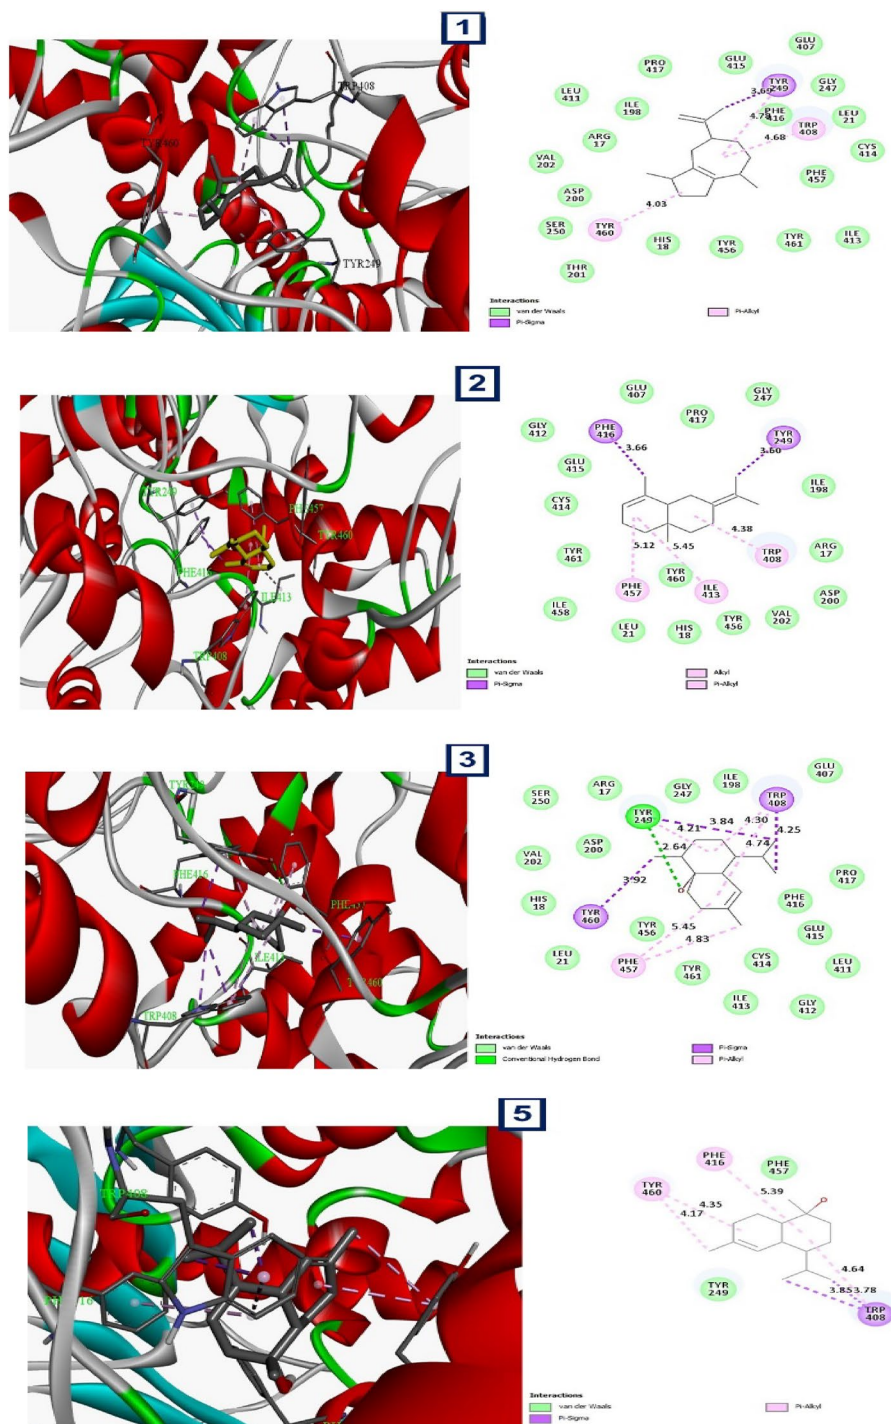 1
TRP408
TYR460
TYR249
GLU
407
PRO
417
GLU
415
TYR
249
GLY
247
LEU
411
ILE
198
3.69
PHE
416
LEU
21
4.79
TRP
408
ARG
17
4.68
CYS
414
VAL
202
PHE
457
ASP
200
4.03
SER
250
TYR
460
HIS
18
TYR
456
TYR
461
ILE
413
THR
201
Interactions
van der Waals
Pi-Sigma
Pi-Alkyl
2
TYR249
PHE457
TYR460
ILE413
TRP408
GLU
407
GLY
247
PRO
417
GLY
412
PHE
416
TYR
249
3.66
3.60
GLU
415
ILE
198
CYS
414
4.38
5.12
5.45
TYR
461
TRP
408
ARG
17
TYR
460
PHE
457
ILE
413
ASP
200
ILE
458
LEU
21
HIS
18
TYR
456
VAL
202
Interactions
van der Waals
Pi-Sigma
Alkyl
Pi-Alkyl
3
PHE416
TRP408
GLU
407
SER
250
ARG
17
GLY
247
ILE
198
TRP
408
TYR
249
3.84
4.30
4.21
4.25
4.74
2.64
VAL
202
ASP
200
3.92
PRO
417
HIS
18
PHE
416
TYR
460
TYR
456
5.45
GLU
415
4.83
LEU
21
PHE
457
TYR
461
CYS
414
LEU
411
ILE
413
GLY
412
Interactions
van der Waals
Conventional Hydrogen Bond
Pi-Sigma
Pi-Alkyl
5
TRP408
PHE
416
PHE
457
TYR
460
5.39
4.35
4.17
4.64
TYR
249
3.85
3.78
TRP
408
Interactions
van der Waals
Pi-Sigma
Pi-Alkyl